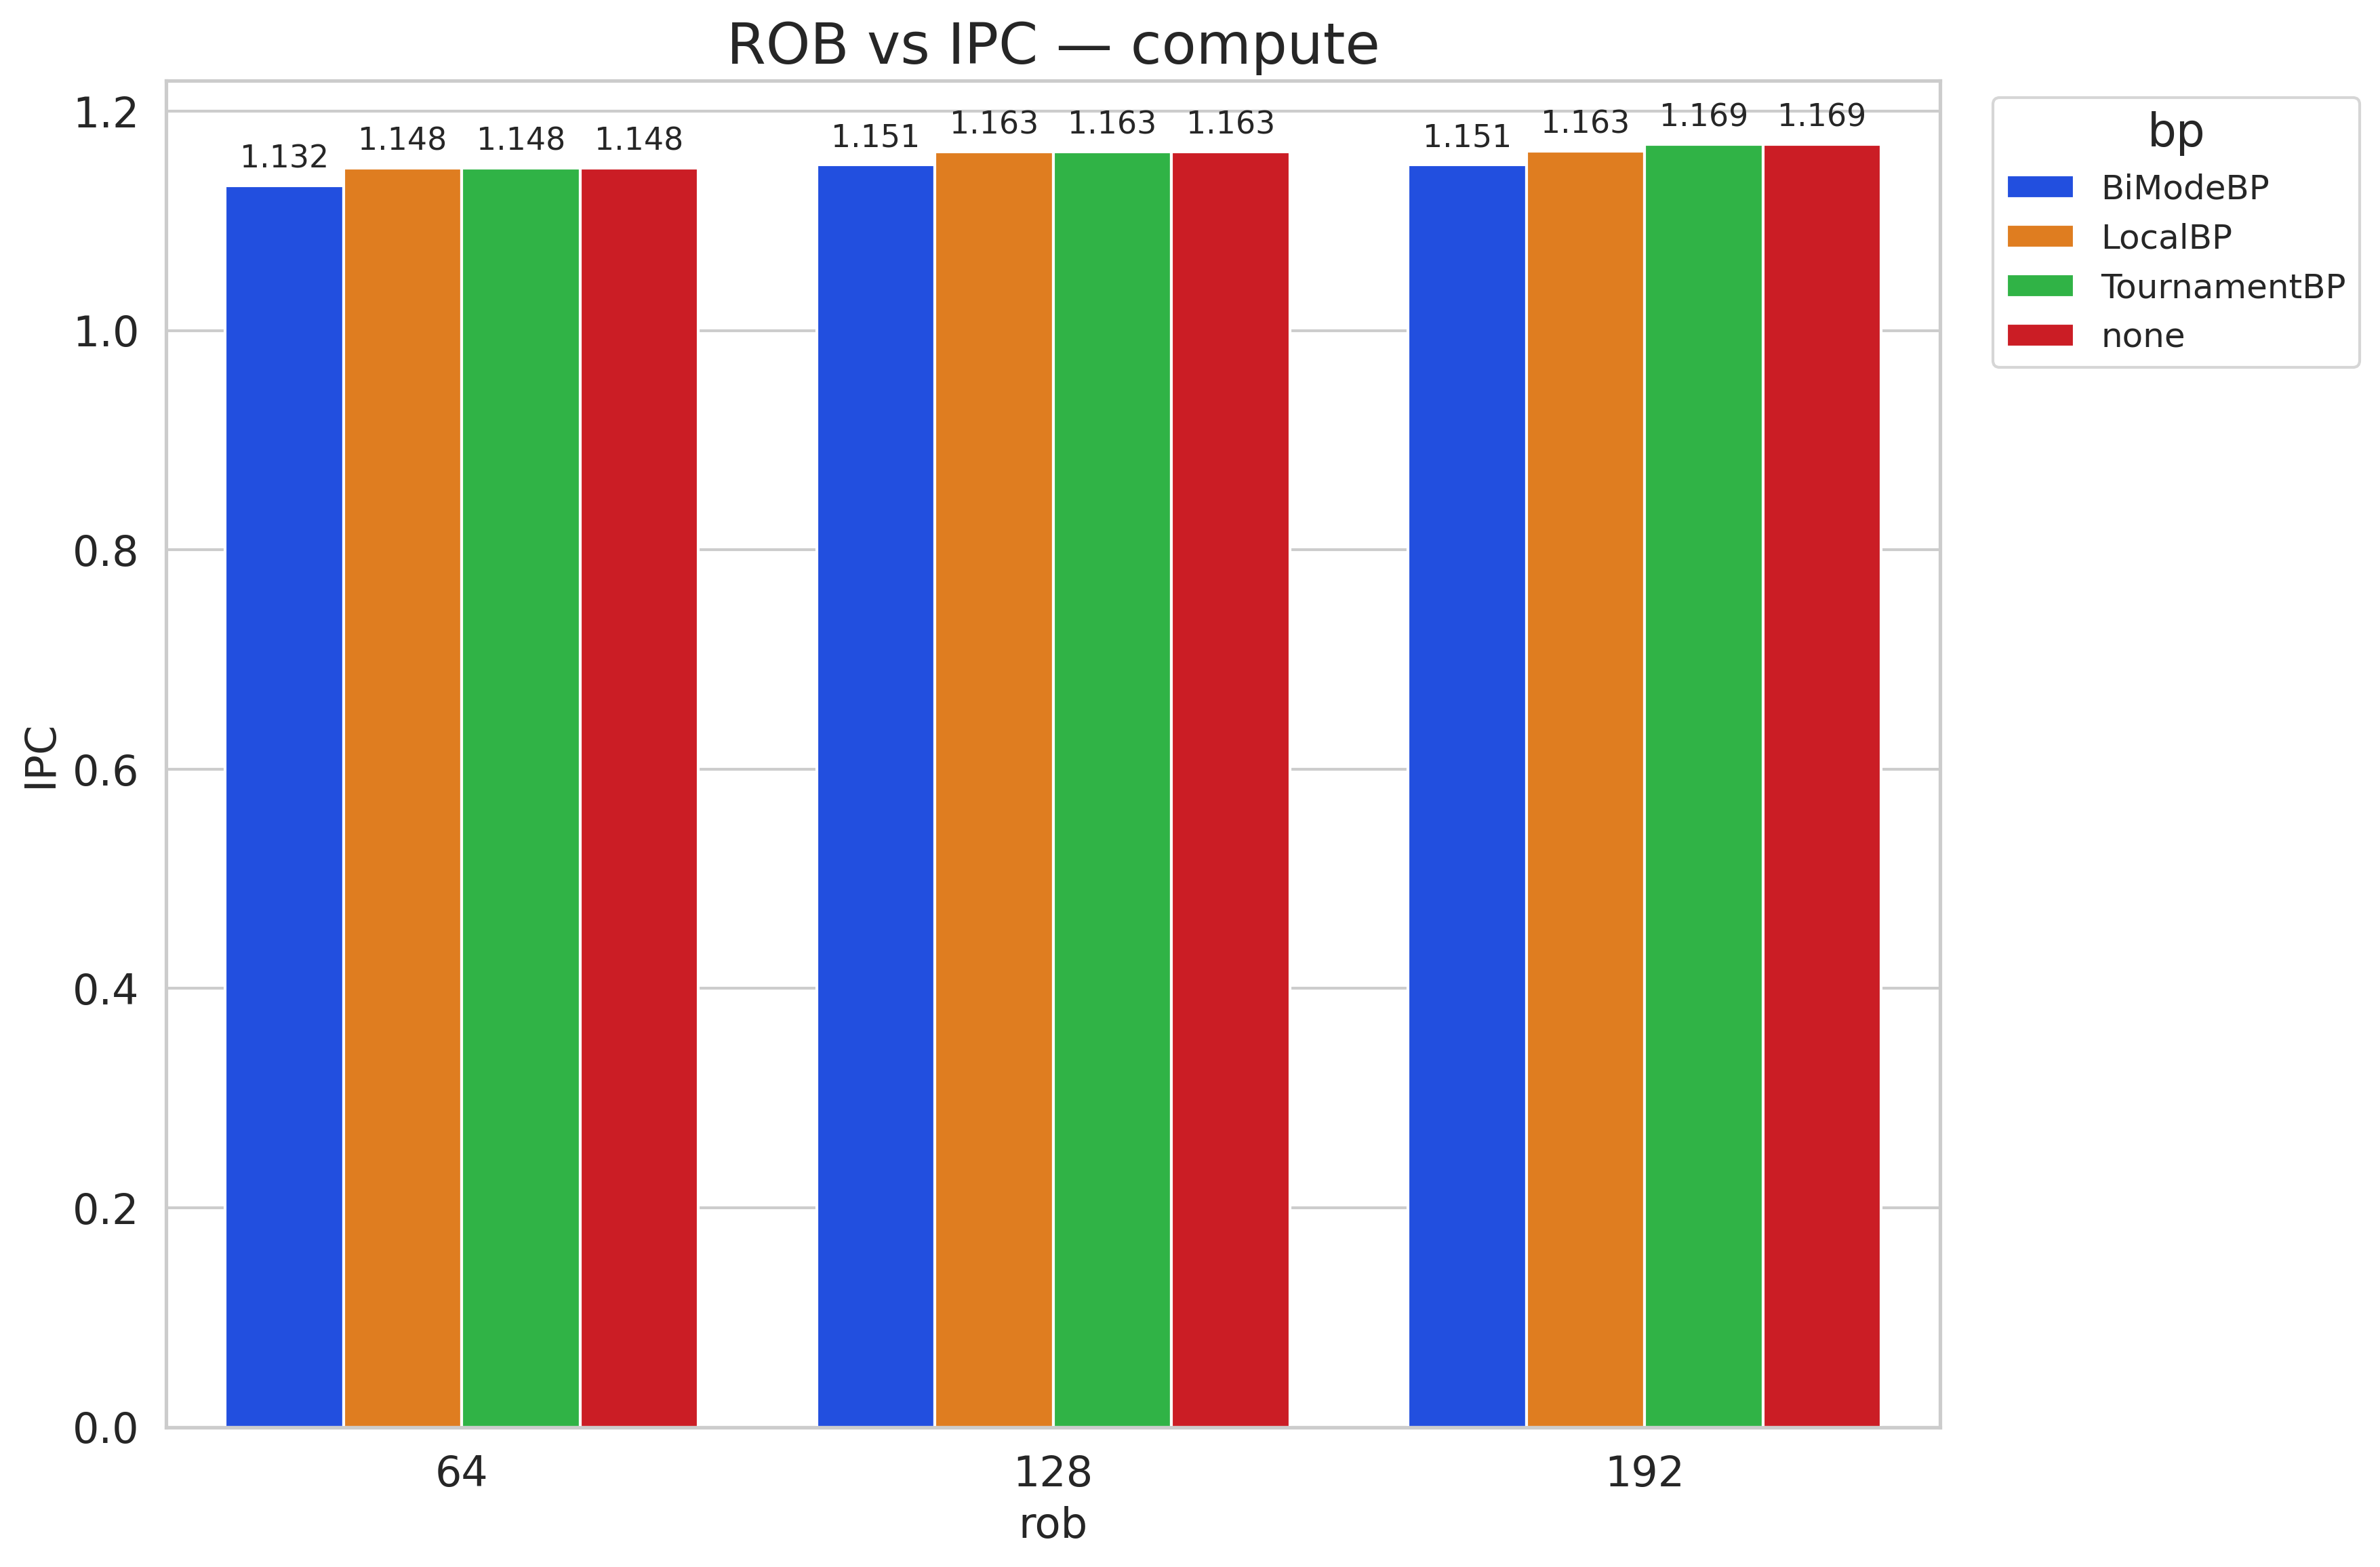 ROB vs IPC — compute
1.2
1.0
0.8
0.6
0.4
0.2
0.0
IPC
1.132 1.148 1.148 1.148
1.151 1.163 1.163 1.163
1.151 1.163 1.169 1.169
64 128 192
rob
bp
BiModeBP
LocalBP
TournamentBP
none